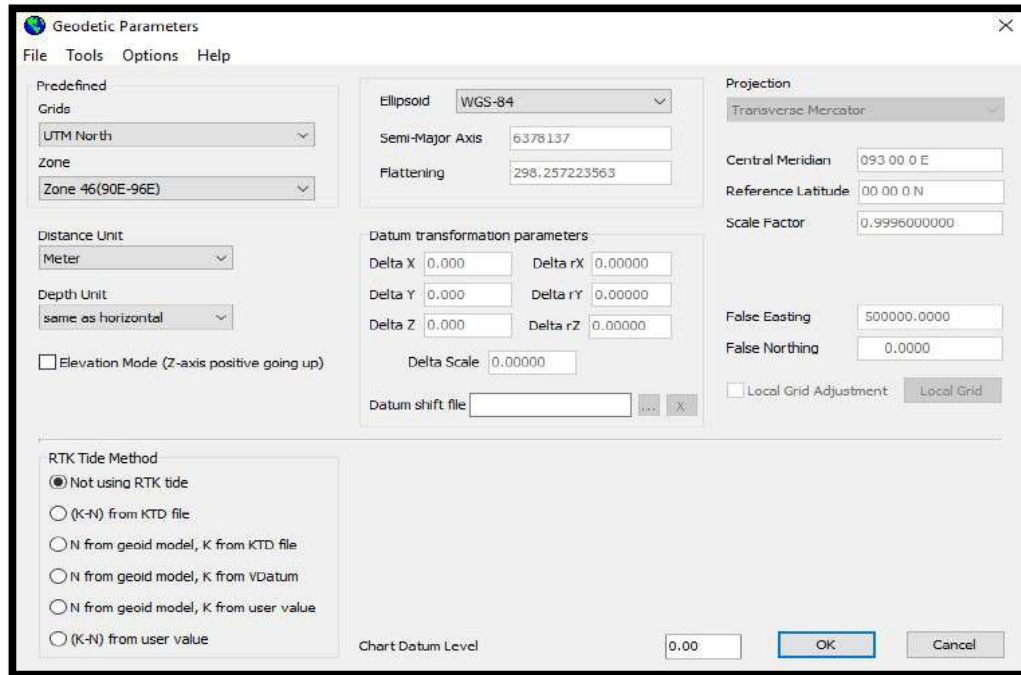 Geodetic Parameters
File Tools Options Help
Predefined
Grids
UTM North
Zone
Zone 46(90E-96E)
Distance Unit
Meter
Depth Unit
same as horizontal
Elevation Mode (Z-axis positive going up)
Ellipsoid WGS-84
Semi-Major Axis 6378137
Flattening 298.257223563
Datum transformation parameters
Delta X 0.000 Delta rX 0.00000
Delta Y 0.000 Delta rY 0.00000
Delta Z 0.000 Delta rZ 0.00000
Delta Scale 0.00000
Datum shift file ... X
Projection
Transverse Mercator
Central Meridian 093 00 0 E
Reference Latitude 00 00 0 N
Scale Factor 0.9996000000
False Easting 500000.0000
False Northing 0.0000
Local Grid Adjustment Local Grid
RTK Tide Method
Not using RTK tide
(K-N) from KTD file
N from geoid model, K from KTD file
N from geoid model, K from VDatum
N from geoid model, K from user value
(K-N) from user value
Chart Datum Level 0.00 OK Cancel